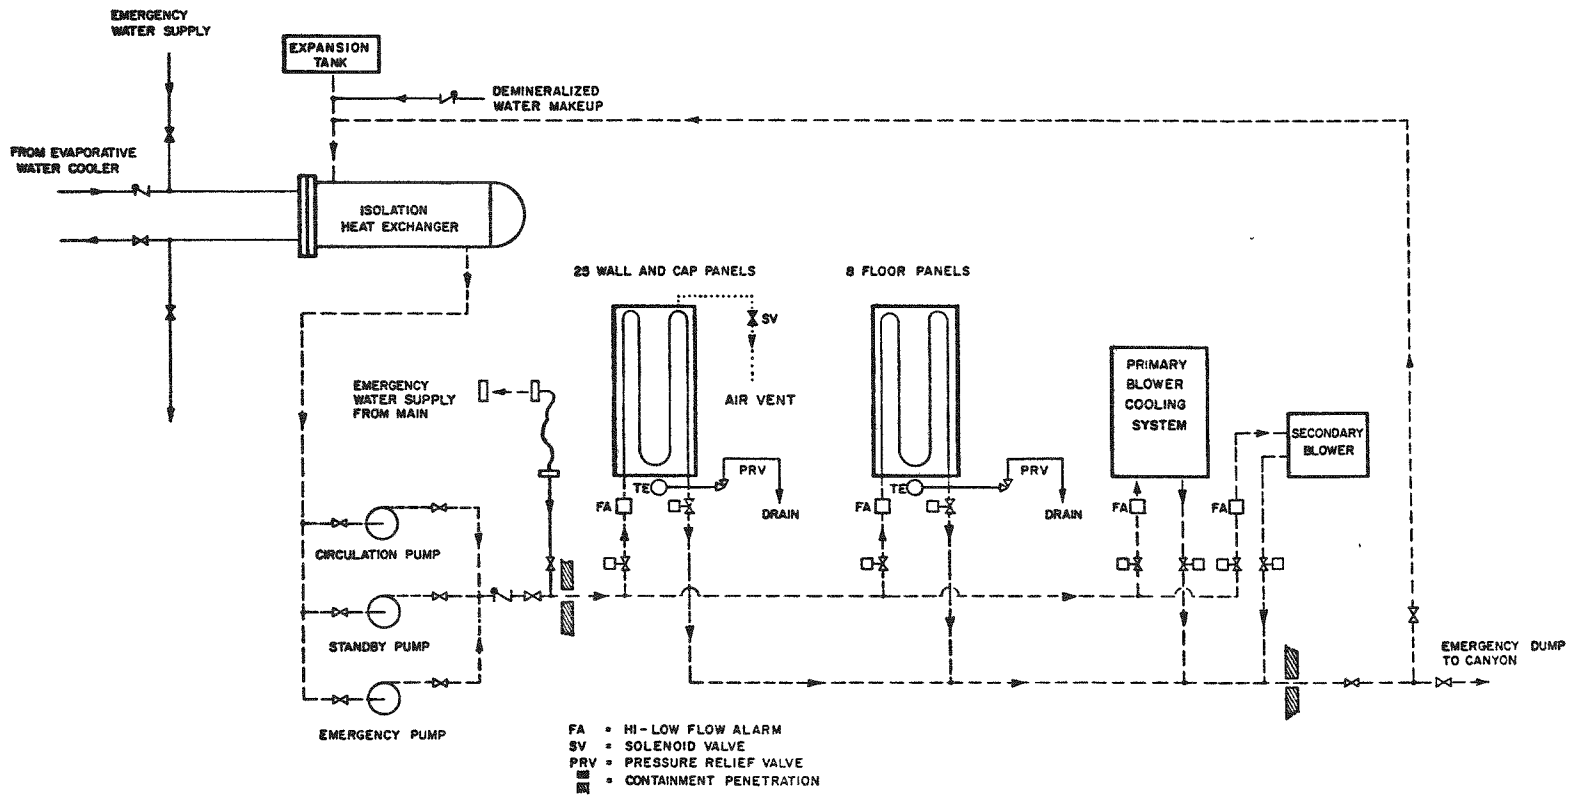 EMERGENCY
WATER SUPPLY
EXPANSION
TANK
DEMINERALIZED
WATER MAKEUP
FROM EVAPORATIVE
WATER COOLER
ISOLATION
HEAT EXCHANGER
25 WALL AND CAP PANELS
8 FLOOR PANELS
SV
AIR VENT
EMERGENCY
WATER SUPPLY
FROM MAIN
PRIMARY
BLOWER
COOLING
SYSTEM
SECONDARY
BLOWER
PRV
TE
FA
DRAIN
PRV
TE
FA
DRAIN
FA
FA
CIRCULATION PUMP
STANDBY PUMP
EMERGENCY PUMP
EMERGENCY DUMP
TO CANYON
FA = HI-LOW FLOW ALARM
SV = SOLENOID VALVE
PRV = PRESSURE RELIEF VALVE
= CONTAINMENT PENETRATION